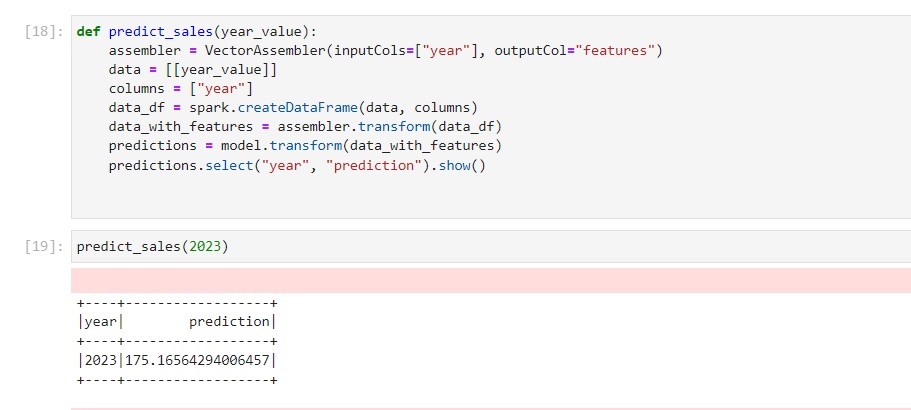 [18]: def predict_sales(year_value):
    assembler = VectorAssembler(inputCols=["year"], outputCol="features")
    data = [[year_value]]
    columns = ["year"]
    data_df = spark.createDataFrame(data, columns)
    data_with_features = assembler.transform(data_df)
    predictions = model.transform(data_with_features)
    predictions.select("year", "prediction").show()
[19]: predict_sales(2023)
+----+------------------+
|year|        prediction|
+----+------------------+
|2023|175.16564294006457|
+----+------------------+